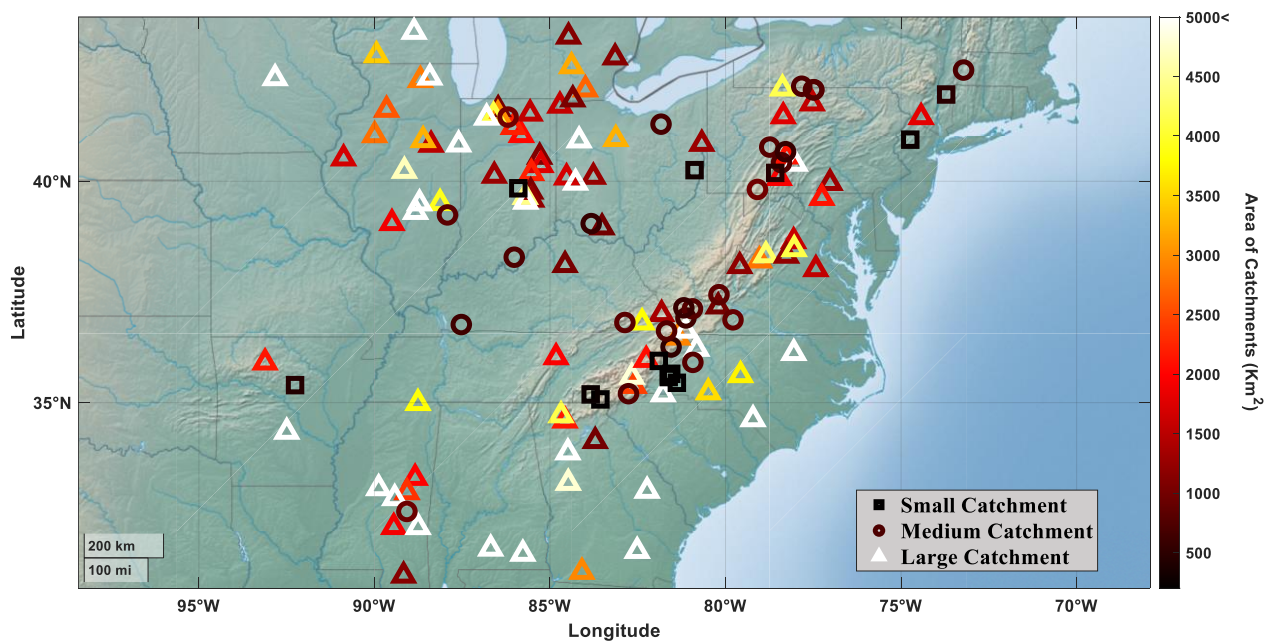 5000<
4500
4000
3500
3000
2500
2000
1500
1000
500
Area of Catchments (Km2)
40°N
35°N
Latitude
Small Catchment
Medium Catchment
Large Catchment
200 km
100 mi
95°W
90°W
85°W
80°W
75°W
70°W
Longitude